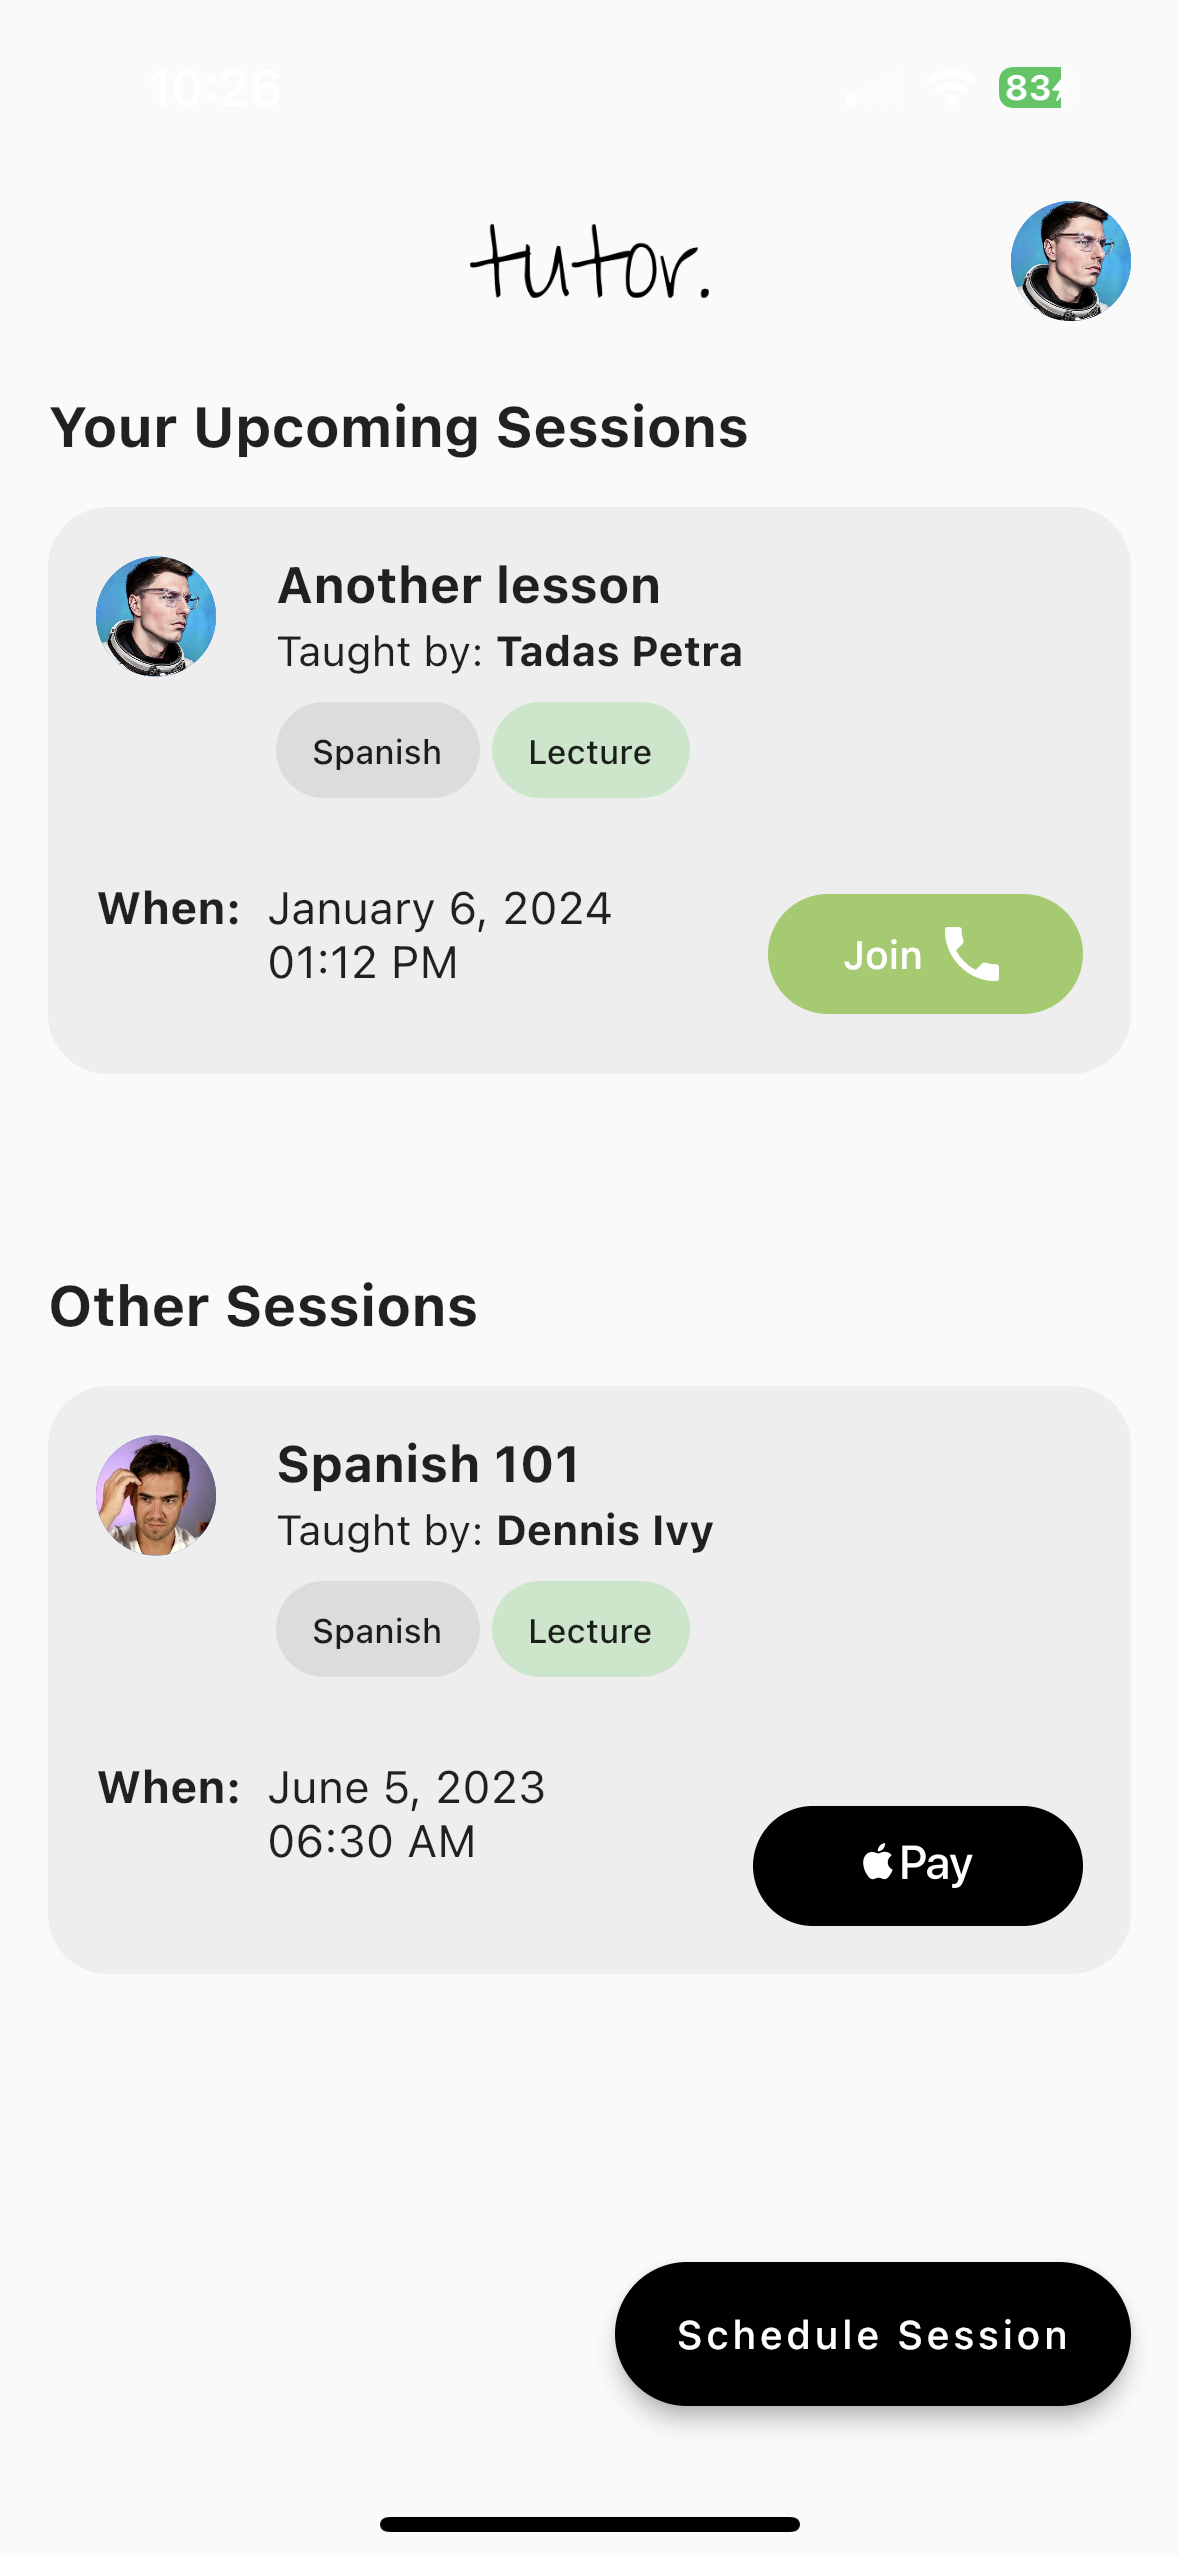 10:26
83
tutor.
Your Upcoming Sessions
Another lesson
Taught by: Tadas Petra
Spanish Lecture
When: January 6, 2024
01:12 PM
Join
Other Sessions
Spanish 101
Taught by: Dennis Ivy
Spanish Lecture
When: June 5, 2023
06:30 AM
Pay
Schedule Session